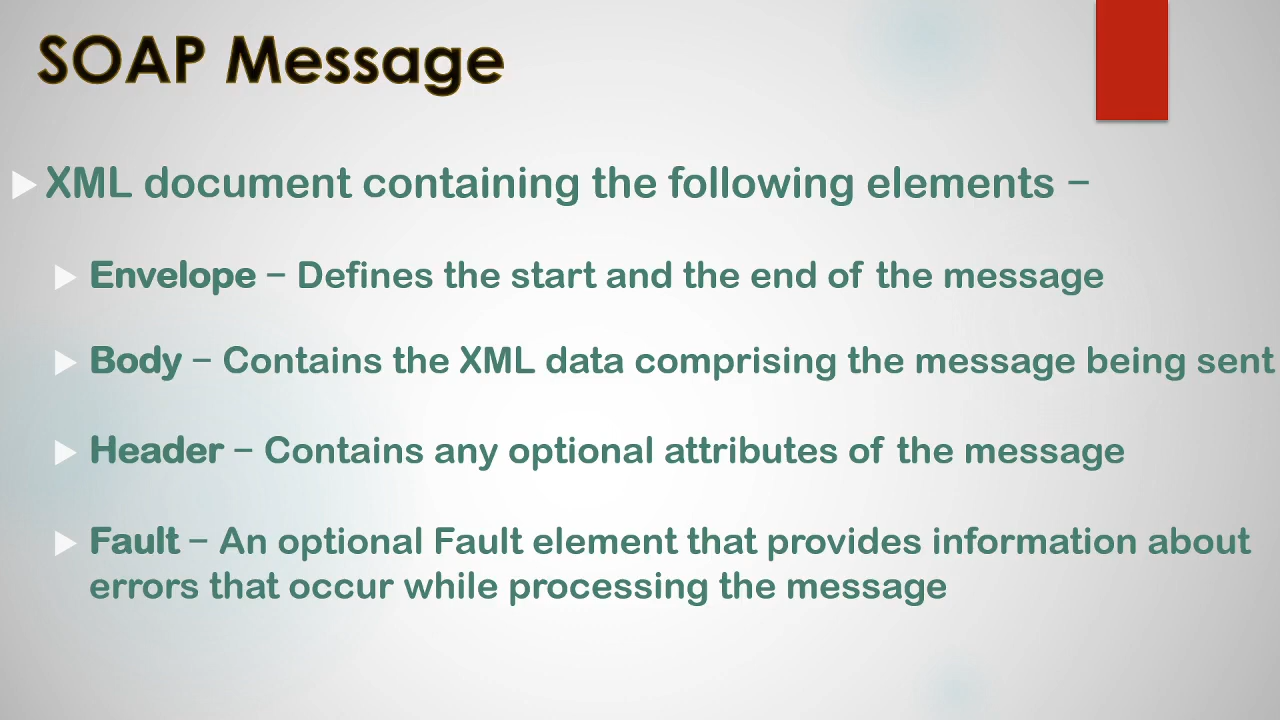 SOAP Message
XML document containing the following elements −
Envelope − Defines the start and the end of the message
Body − Contains the XML data comprising the message being sent
Header − Contains any optional attributes of the message
Fault − An optional Fault element that provides information about
errors that occur while processing the message